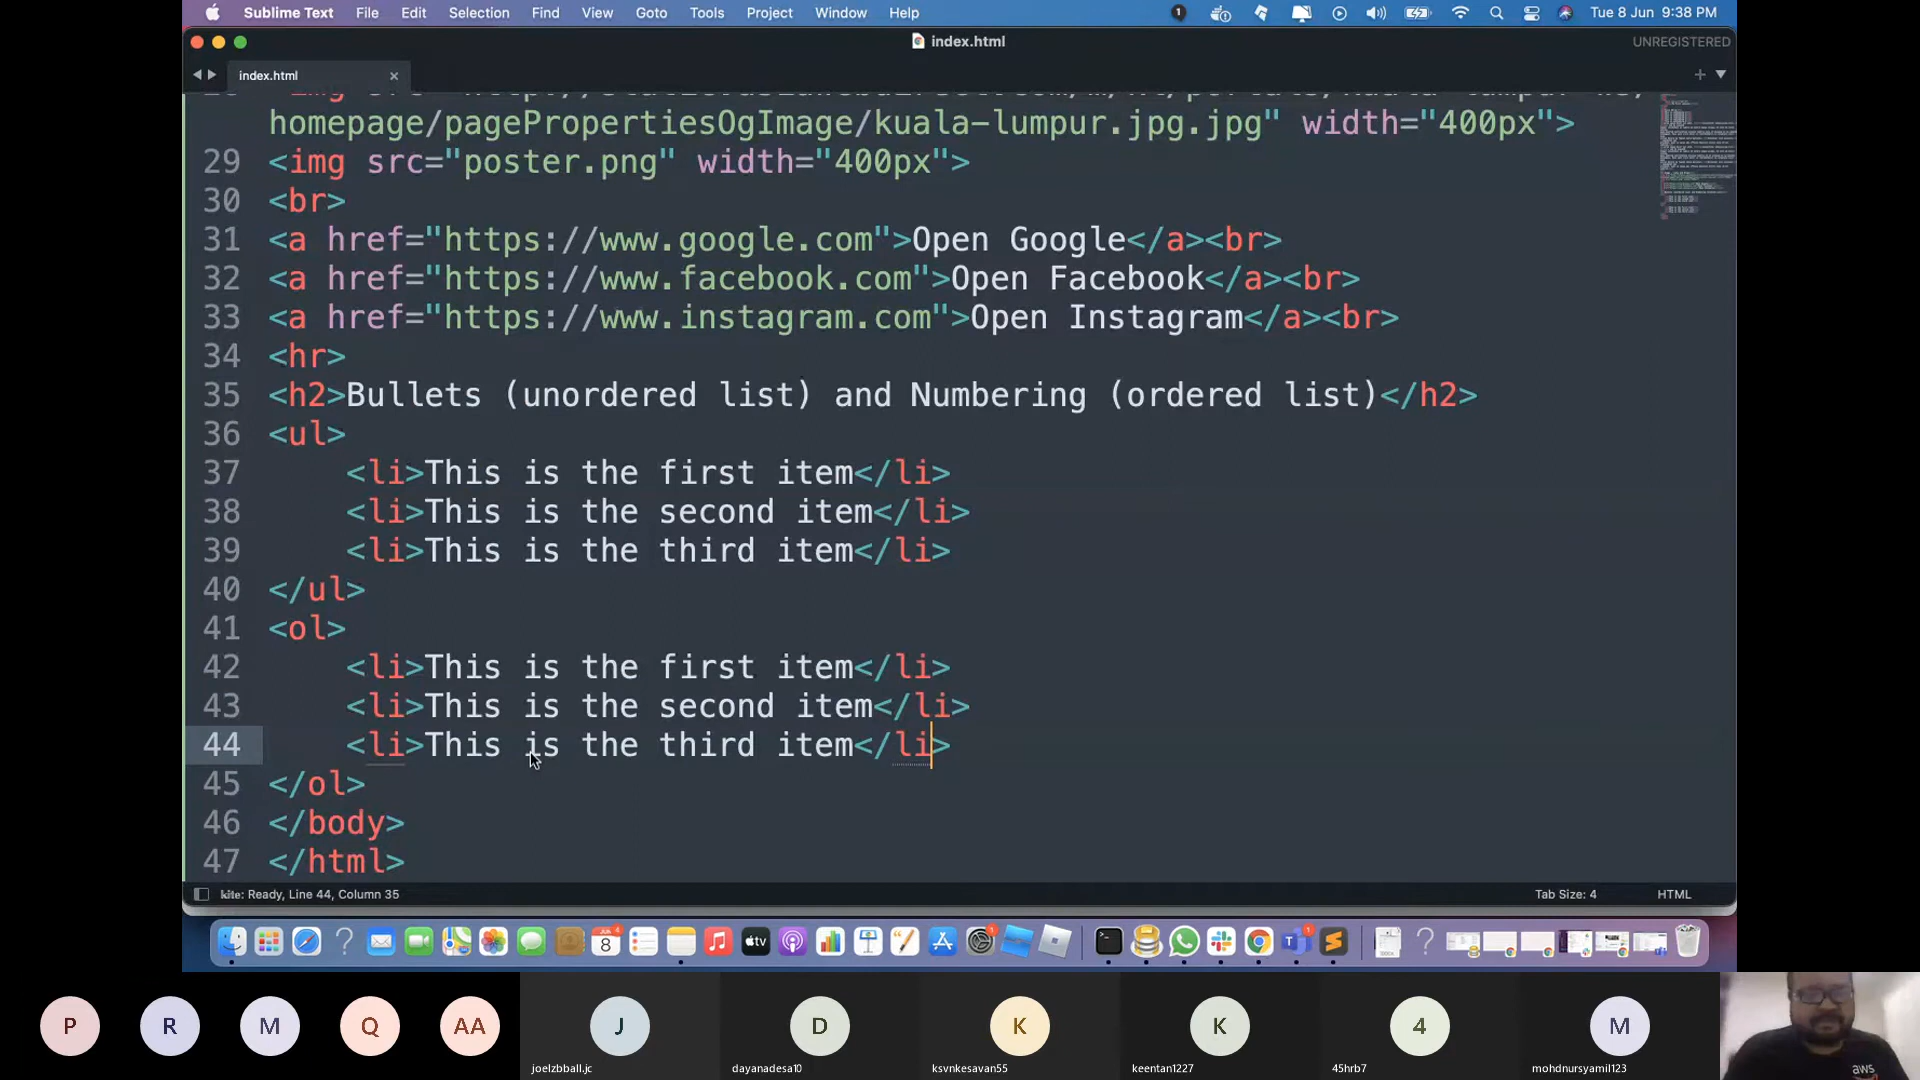 Sublime Text File Edit Selection Find View Goto Tools Project Window Help
Tue 8 Jun 9:38 PM
index.html
UNREGISTERED
index.html
homepage/pagePropertiesOgImage/kuala-lumpur.jpg.jpg" width="400px">
29 <img src="poster.png" width="400px">
30 <br>
31 <a href="https://www.google.com">Open Google</a><br>
32 <a href="https://www.facebook.com">Open Facebook</a><br>
33 <a href="https://www.instagram.com">Open Instagram</a><br>
34 <hr>
35 <h2>Bullets (unordered list) and Numbering (ordered list)</h2>
36 <ul>
37 <li>This is the first item</li>
38 <li>This is the second item</li>
39 <li>This is the third item</li>
40 </ul>
41 <ol>
42 <li>This is the first item</li>
43 <li>This is the second item</li>
44 <li>This is the third item</li>
45 </ol>
46 </body>
47 </html>
kite: Ready, Line 44, Column 35
Tab Size: 4 HTML
JUN
8
tv
P R M Q AA J D K K 4 M
joelzbball.jc dayanadesa10 ksvnkesavan55 keentan1227 45hrb7 mohdnursyamil123
aws